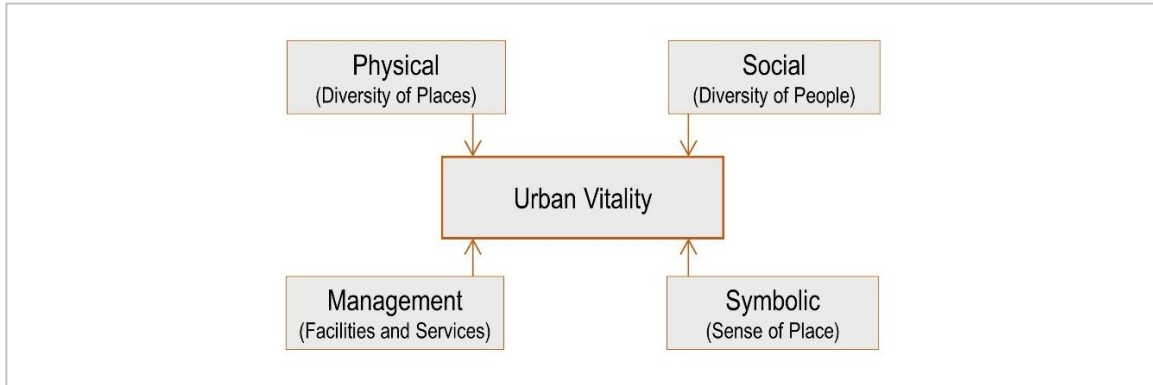 Physical
(Diversity of Places)
Social
(Diversity of People)
Urban Vitality
Management
(Facilities and Services)
Symbolic
(Sense of Place)